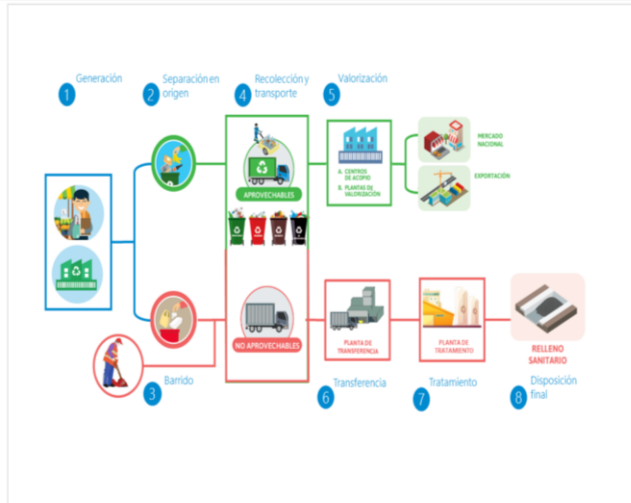 1
Generación
2
Separación en
origen
4
Recolección y
transporte
5
Valorización
APROVECHABLES
A. CENTROS
DE ACOPIO
B. PLANTAS DE
VALORIZACIÓN
MERCADO
NACIONAL
EXPORTACIÓN
NO APROVECHABLES
PLANTA DE
TRANSFERENCIA
PLANTA DE
TRATAMIENTO
RELLENO
SANITARIO
3
Barrido
6
Transferencia
7
Tratamiento
8
Disposición
final